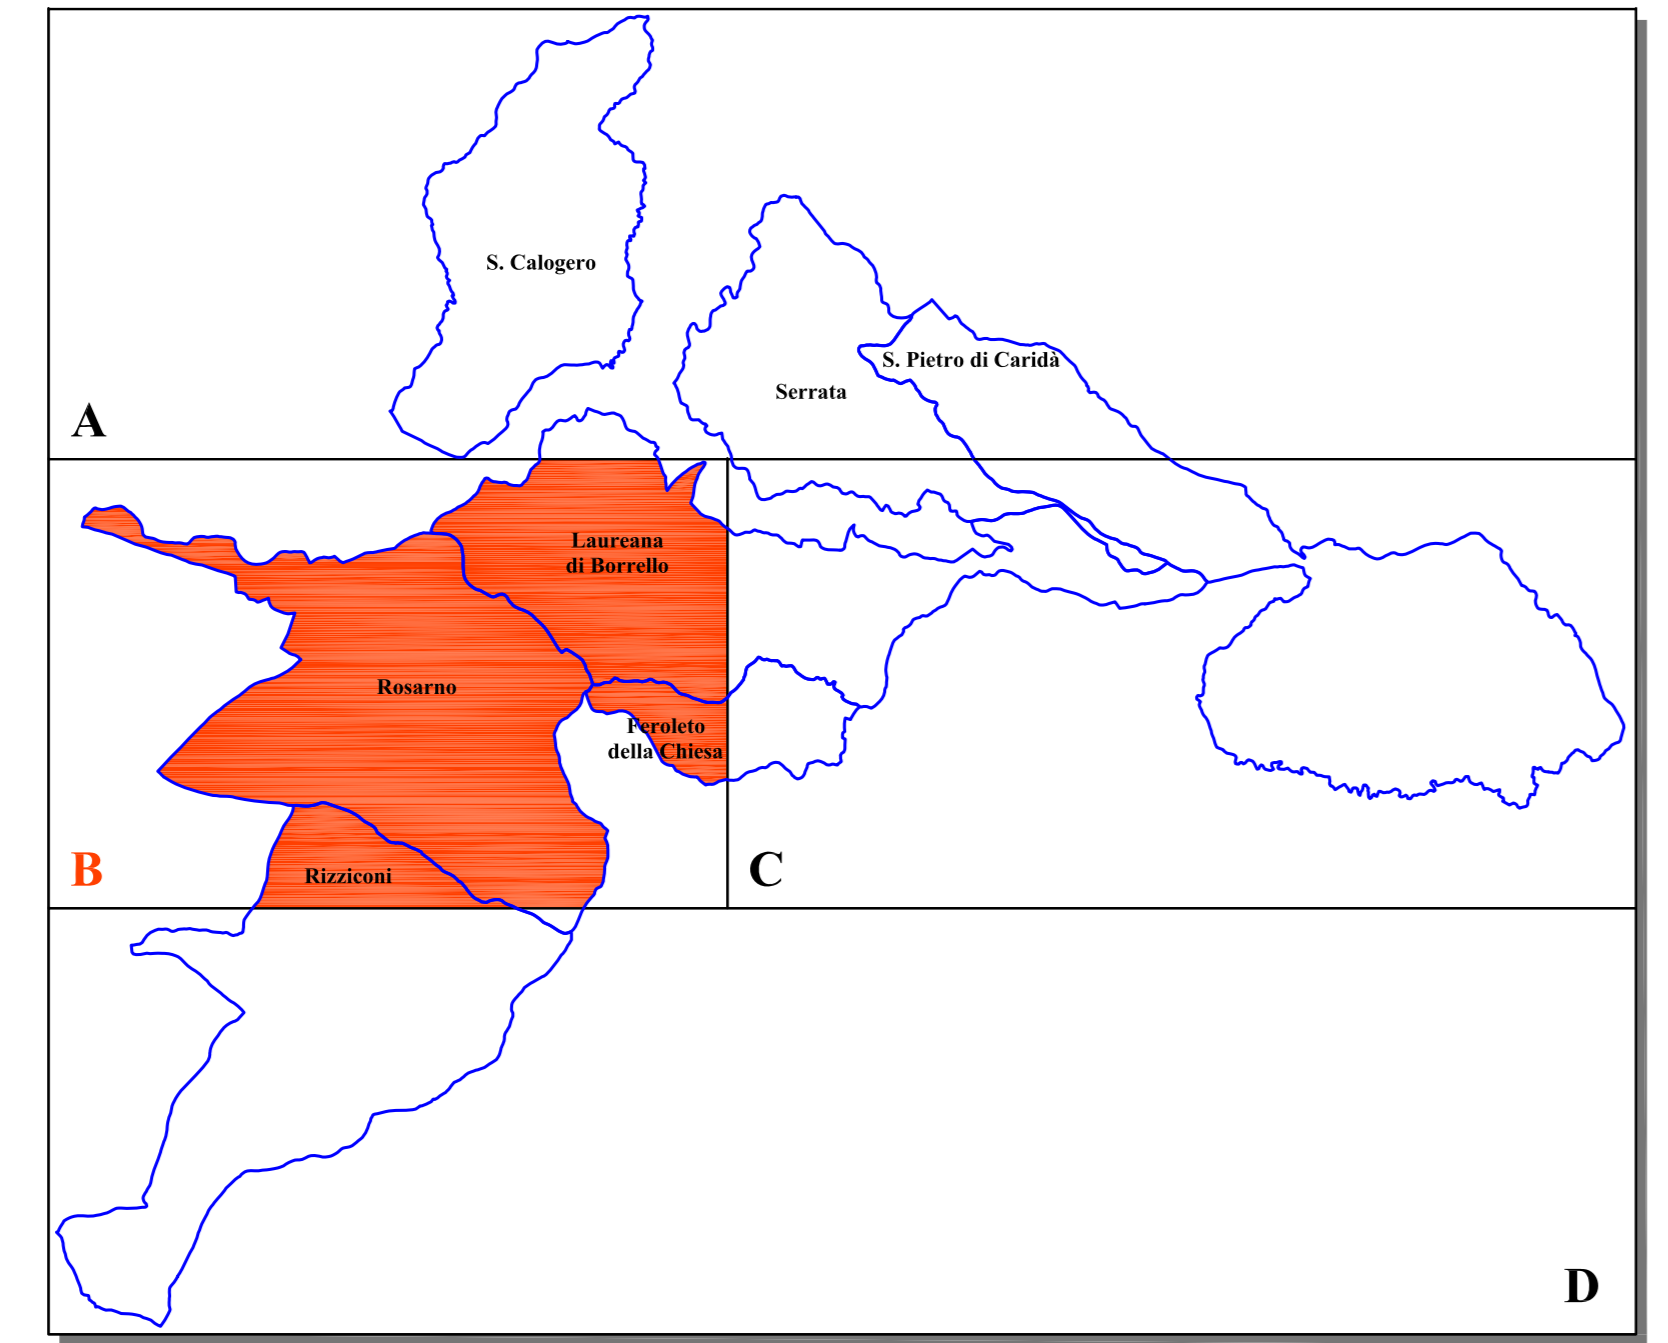 S. Calogero
S. Pietro di Caridà
Serrata
A
Laureana
di Borrello
Rosarno
Feroleto
della Chiesa
B
Rizziconi
C
D